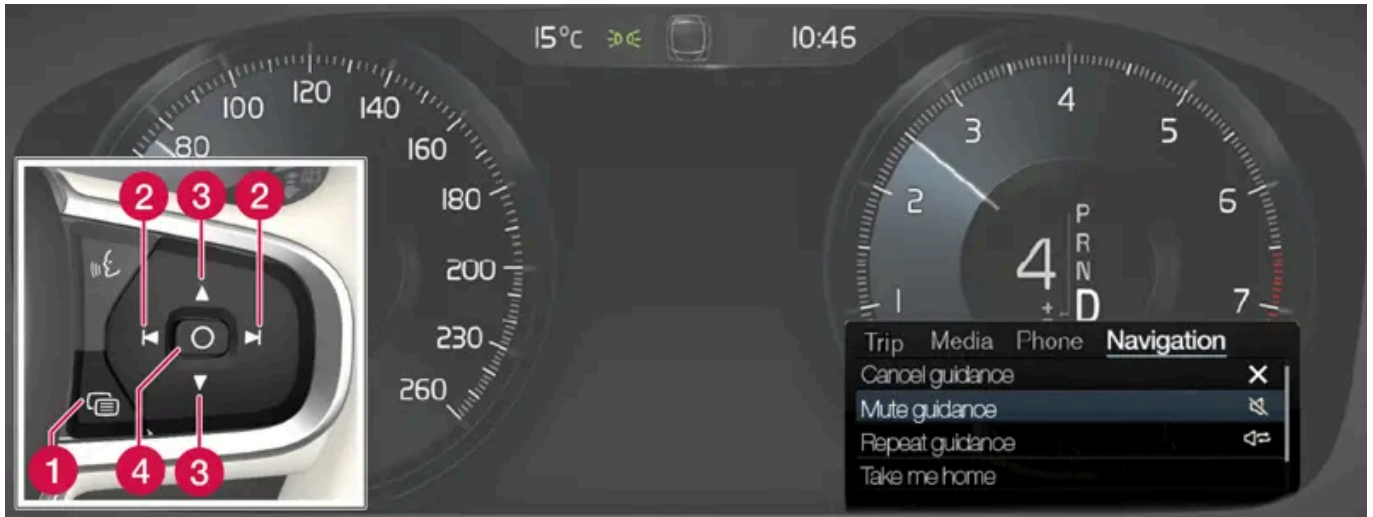 15°C 10:46
80
100
120
140
160
180
200
230
260
1
2
3
4
5
6
7
4
P
R
N
D
+
-
2 3 2
1 4 3
Trip Media Phone Navigation
Cancel guidance
Mute guidance
Repeat guidance
Take me home